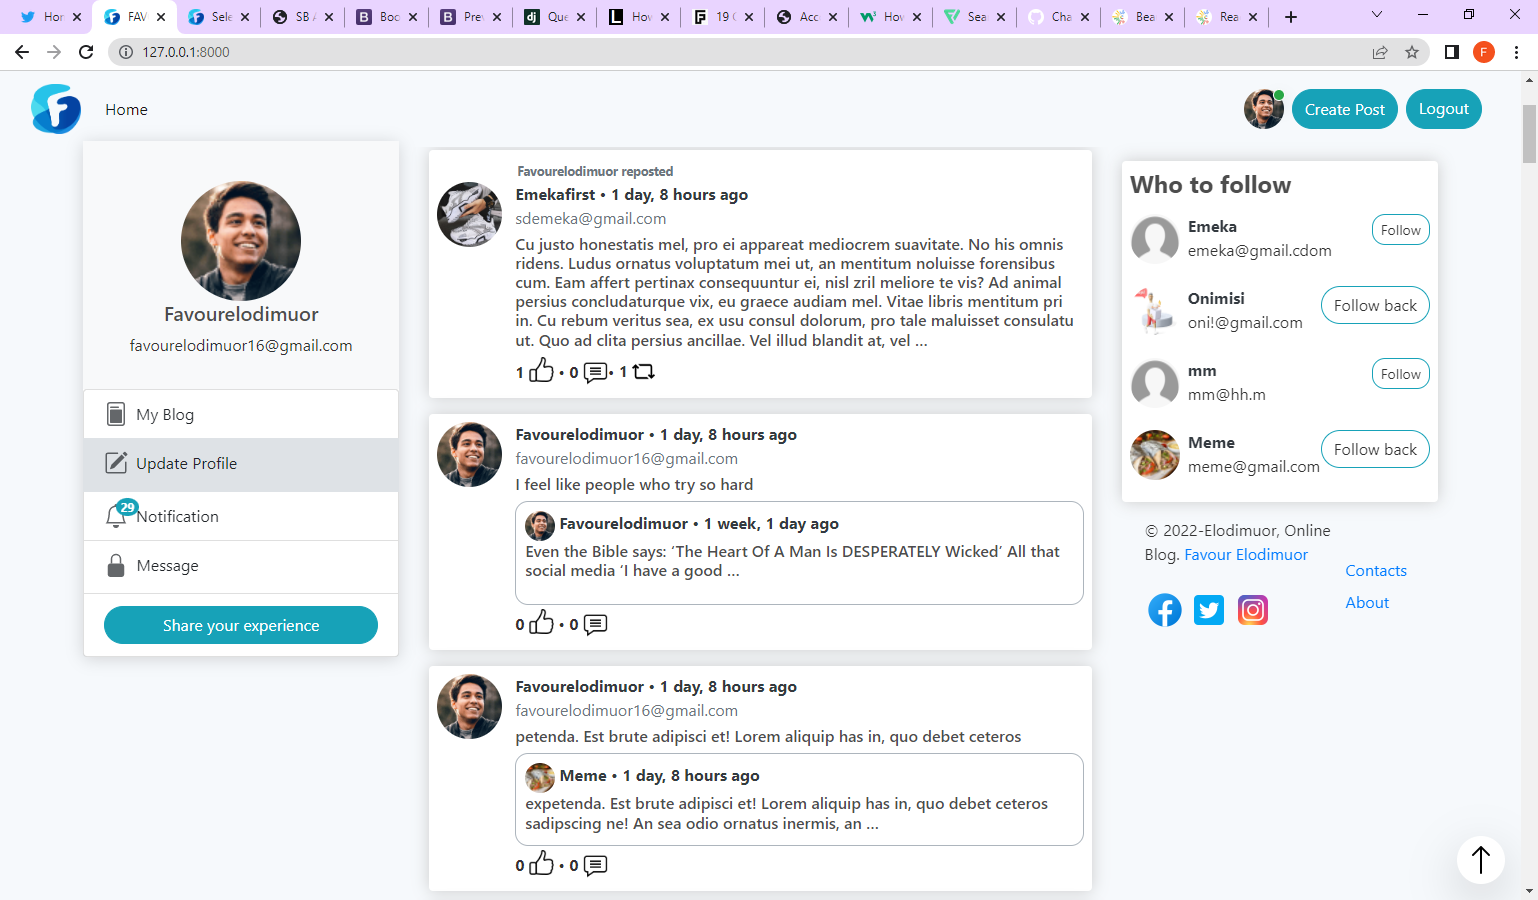 Hor
FAV
Sele
SB A
Boo
Prev
Que
How
19 C
Acc
How
Sea
Cha
Bea
Rea
127.0.0.1:8000
F
Home
Create Post
Logout
Favourelodimuor
favourelodimuor16@gmail.com
My Blog
Update Profile
29
Notification
Message
Share your experience
Favourelodimuor reposted
Emekafirst • 1 day, 8 hours ago
sdemeka@gmail.com
Cu justo honestatis mel, pro ei appareat mediocrem suavitate. No his omnis
ridens. Ludus ornatus voluptatum mei ut, an mentitum noluisse forensibus
cum. Eam affert pertinax consequuntur ei, nisl zril meliore te vis? Ad animal
persius concludaturque vix, eu graece audiam mel. Vitae libris mentitum pri
in. Cu rebum veritus sea, ex usu consul dolorum, pro tale maluisset consulatu
ut. Quo ad clita persius ancillae. Vel illud blandit at, vel ...
1 • 0 • 1
Favourelodimuor • 1 day, 8 hours ago
favourelodimuor16@gmail.com
I feel like people who try so hard
Favourelodimuor • 1 week, 1 day ago
Even the Bible says: ‘The Heart Of A Man Is DESPERATELY Wicked’ All that
social media ‘I have a good ...
0 • 0
Favourelodimuor • 1 day, 8 hours ago
favourelodimuor16@gmail.com
petenda. Est brute adipisci et! Lorem aliquip has in, quo debet ceteros
Meme • 1 day, 8 hours ago
expetenda. Est brute adipisci et! Lorem aliquip has in, quo debet ceteros
sadipscing ne! An sea odio ornatus inermis, an ...
0 • 0
Who to follow
Emeka
emeka@gmail.cdom
Follow
Onimisi
oni!@gmail.com
Follow back
mm
mm@hh.m
Follow
Meme
meme@gmail.com
Follow back
© 2022-Elodimuor, Online
Blog. Favour Elodimuor
Contacts
About